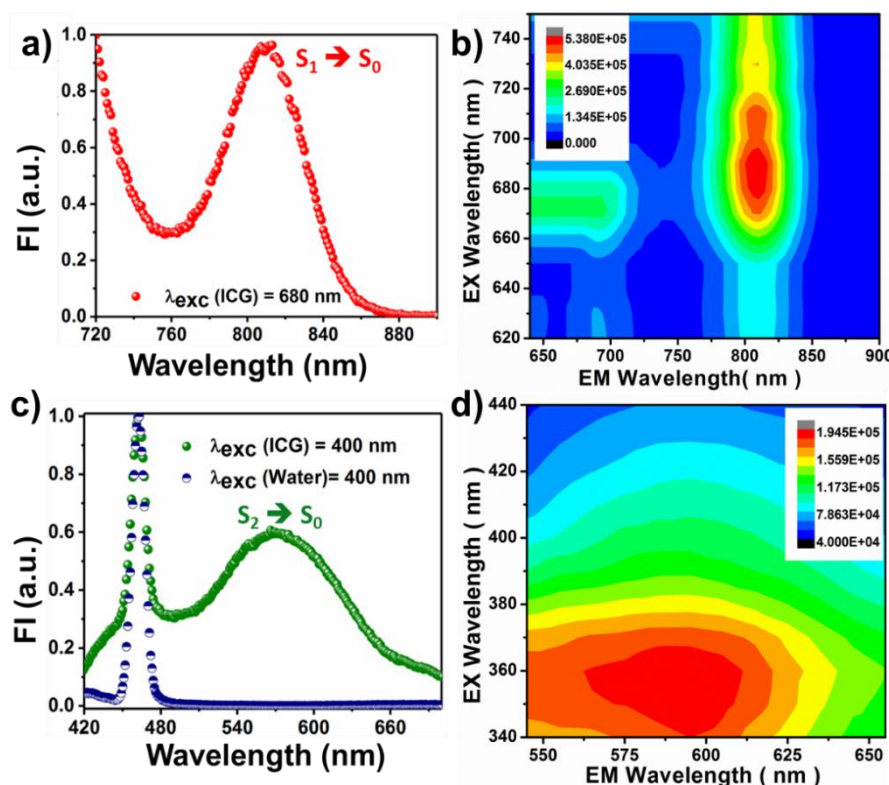 a)
1.0
0.8
0.6
0.4
0.2
0.0
FI (a.u.)
S1 → S0
λexc (ICG) = 680 nm
720 760 800 840 880
Wavelength (nm)
b)
740
720
700
680
660
640
620
EX Wavelength( nm )
5.380E+05
4.035E+05
2.690E+05
1.345E+05
0.000
650 700 750 800 850 900
EM Wavelength( nm )
c)
1.0
0.8
0.6
0.4
0.2
0.0
FI (a.u.)
λexc (ICG) = 400 nm
λexc (Water)= 400 nm
S2 → S0
420 480 540 600 660
Wavelength (nm)
d)
440
420
400
380
360
340
EX Wavelength ( nm )
1.945E+05
1.559E+05
1.173E+05
7.863E+04
4.000E+04
550 575 600 625 650
EM Wavelength ( nm )